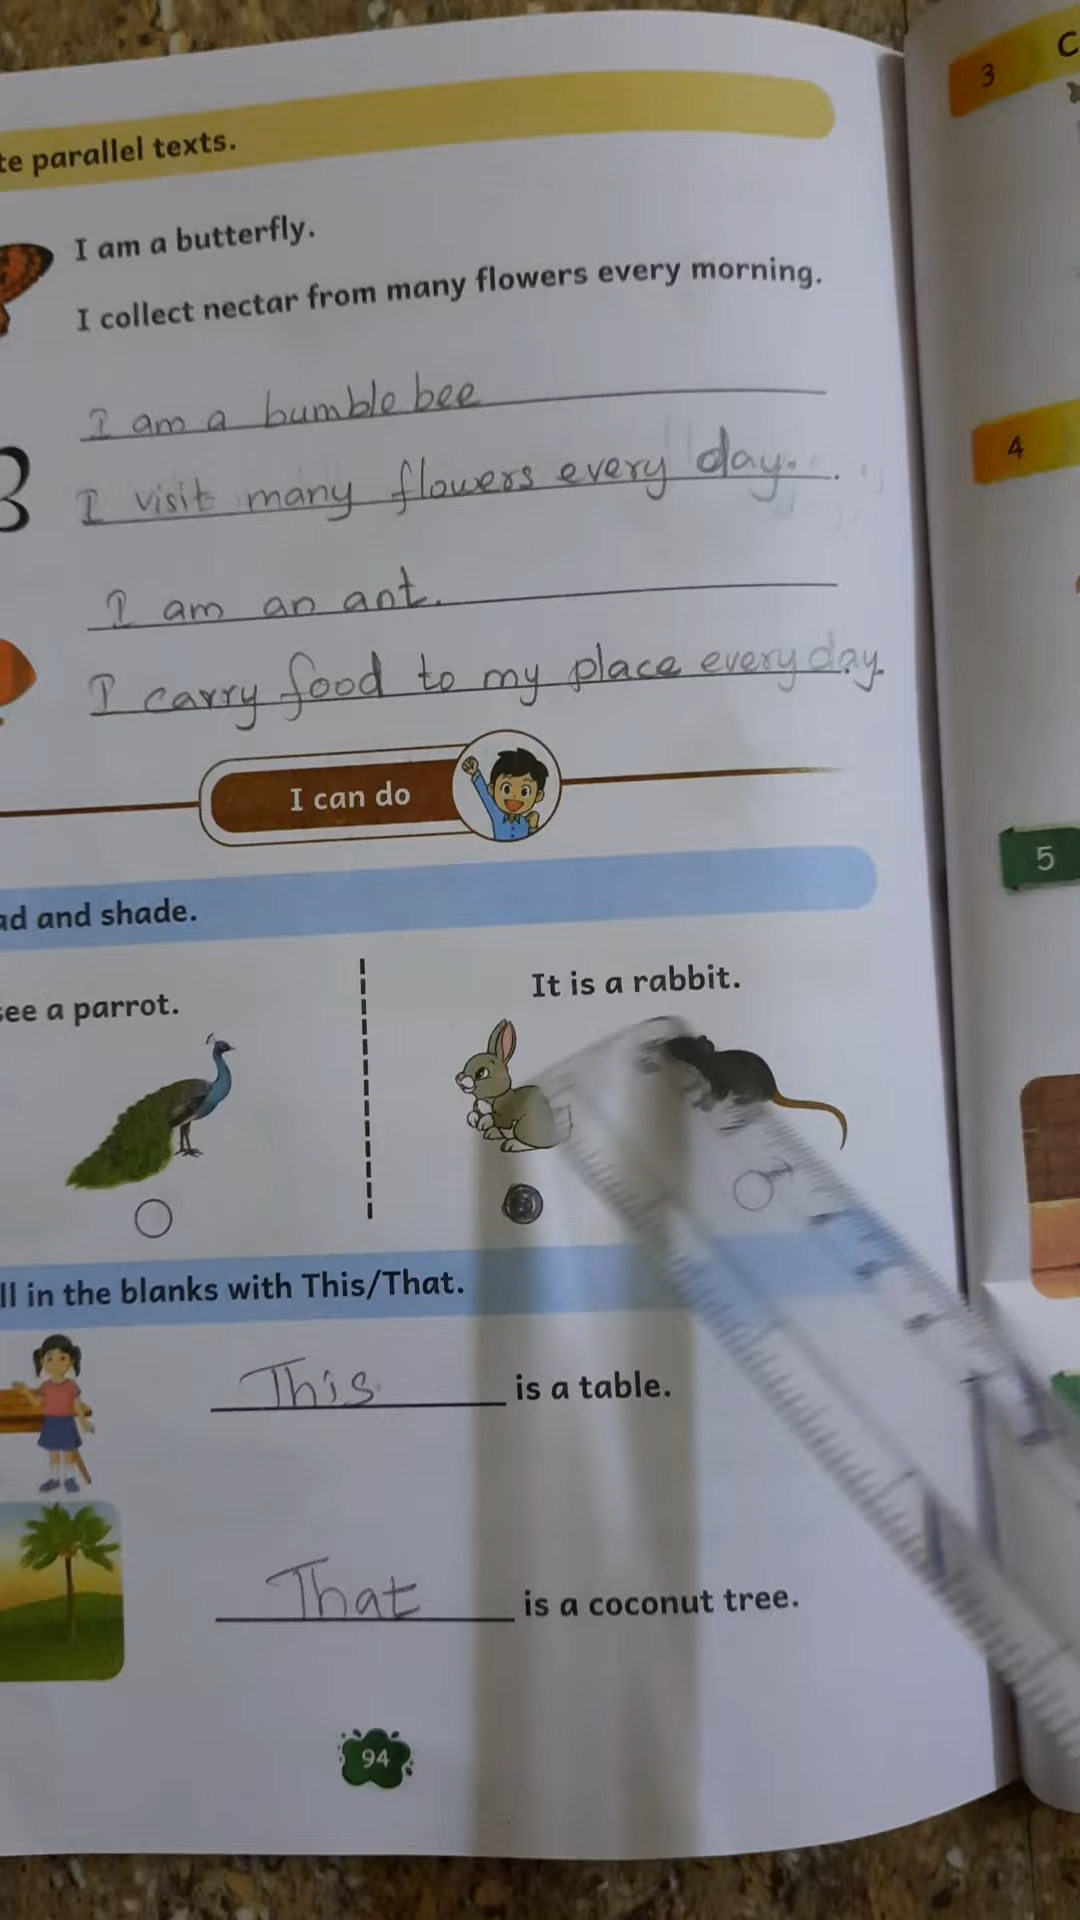 te parallel texts.
I am a butterfly.
I collect nectar from many flowers every morning.
I am a bumble bee
I visit many flowers every day.
I am an ant.
I carry food to my place every day.
I can do
ad and shade.
see a parrot.
It is a rabbit.
ll in the blanks with This/That.
This is a table.
That is a coconut tree.
94
3 C
4
5